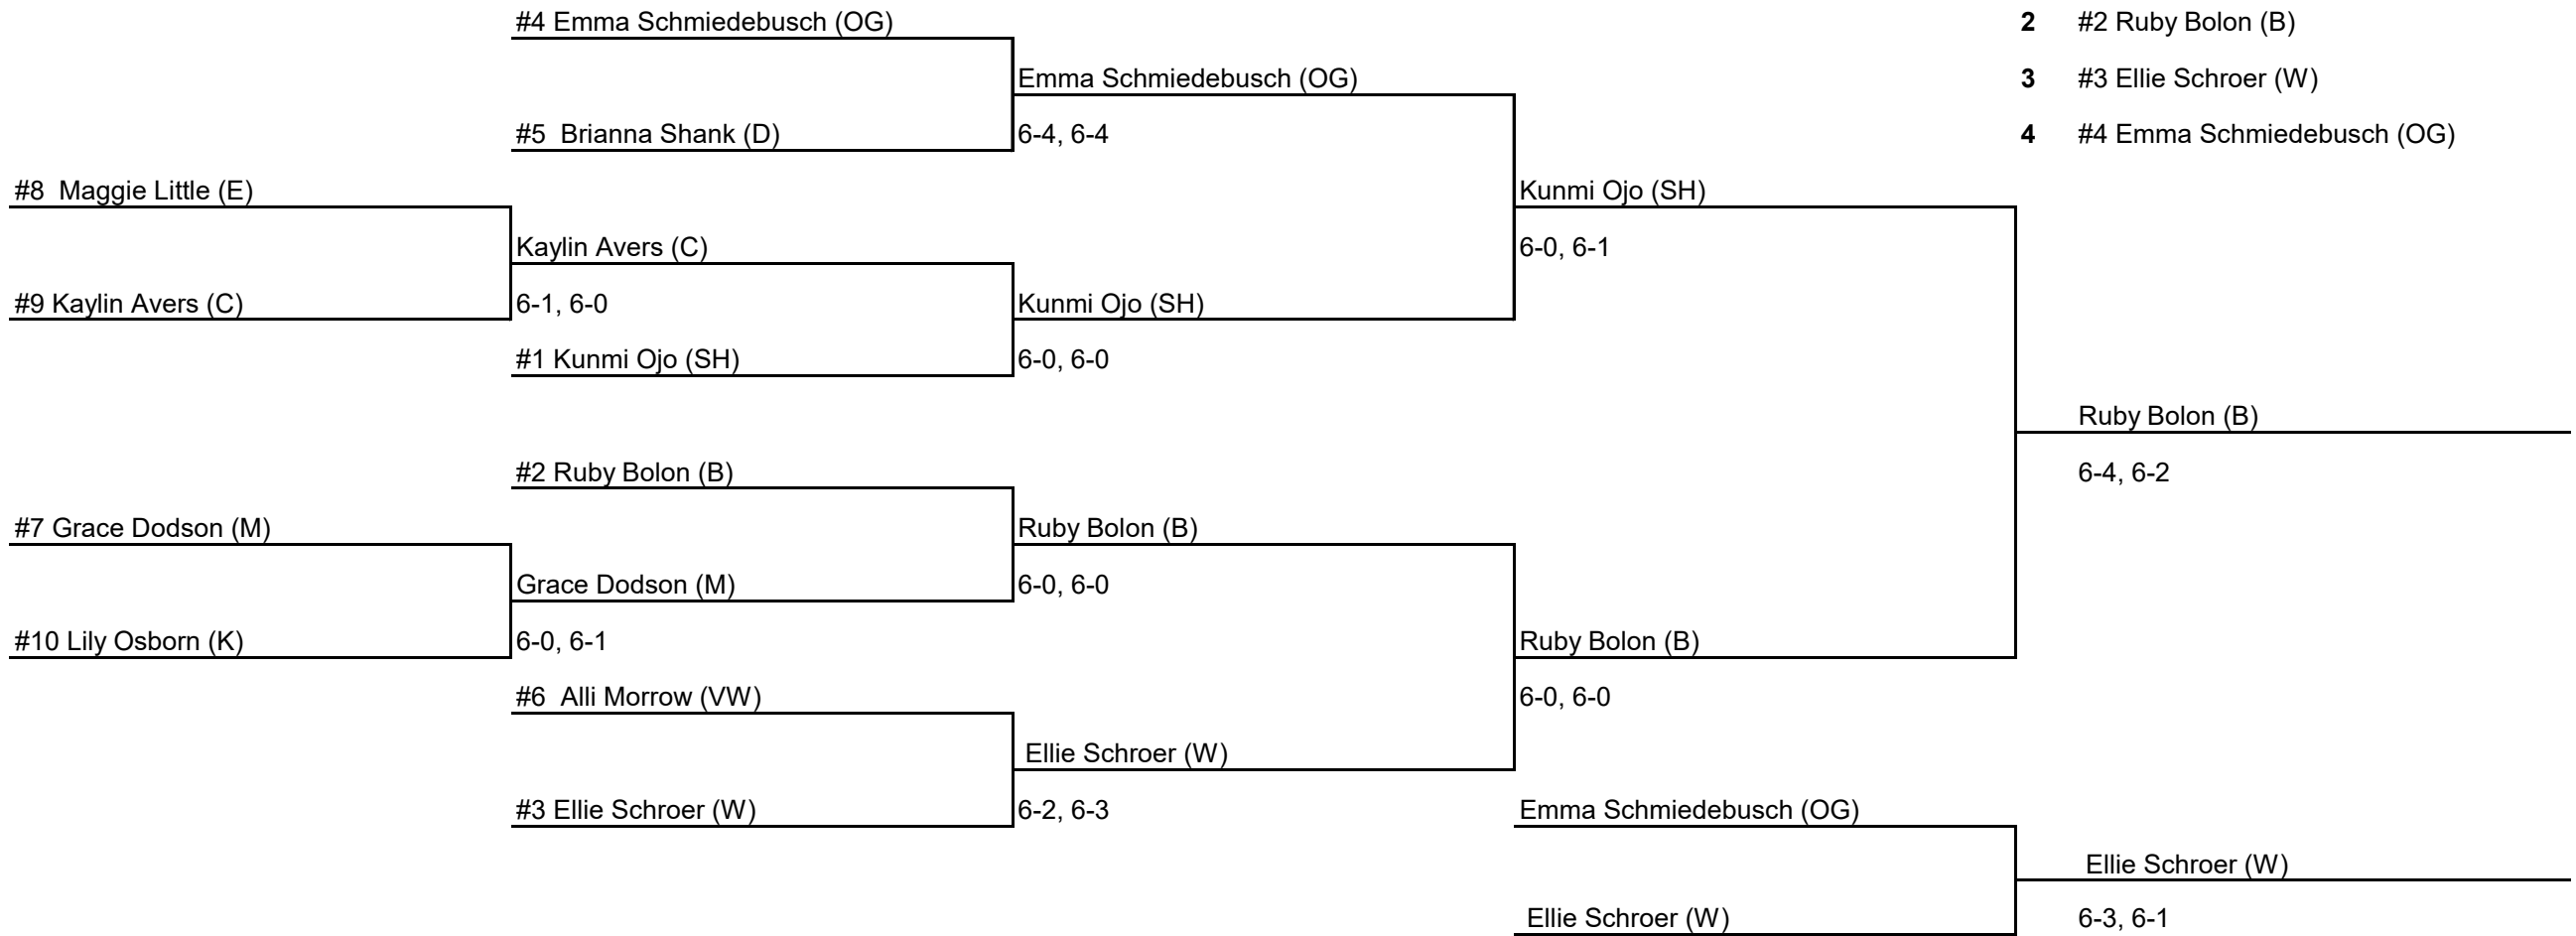 #4 Emma Schmiedebusch (OG)
2 #2 Ruby Bolon (B)
Emma Schmiedebusch (OG)
3 #3 Ellie Schroer (W)
#5 Brianna Shank (D)
6-4, 6-4
4 #4 Emma Schmiedebusch (OG)
#8 Maggie Little (E)
Kunmi Ojo (SH)
Kaylin Avers (C)
6-0, 6-1
#9 Kaylin Avers (C)
6-1, 6-0
Kunmi Ojo (SH)
#1 Kunmi Ojo (SH)
6-0, 6-0
Ruby Bolon (B)
#2 Ruby Bolon (B)
6-4, 6-2
#7 Grace Dodson (M)
Ruby Bolon (B)
Grace Dodson (M)
6-0, 6-0
#10 Lily Osborn (K)
6-0, 6-1
Ruby Bolon (B)
#6 Alli Morrow (VW)
6-0, 6-0
Ellie Schroer (W)
#3 Ellie Schroer (W)
6-2, 6-3
Emma Schmiedebusch (OG)
Ellie Schroer (W)
Ellie Schroer (W)
6-3, 6-1